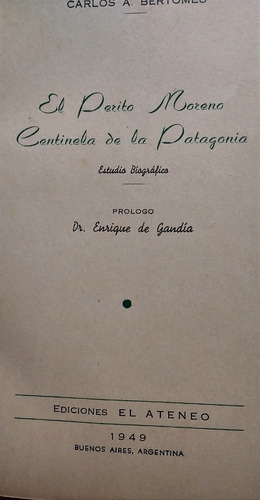 CARLOS A. BERTOMEU
El Perito Moreno
Centinela de la Patagonia
Estudio Biográfico
PROLOGO
Dr. Enrique de Gandía
EDICIONES EL ATENEO
1949
BUENOS AIRES, ARGENTINA